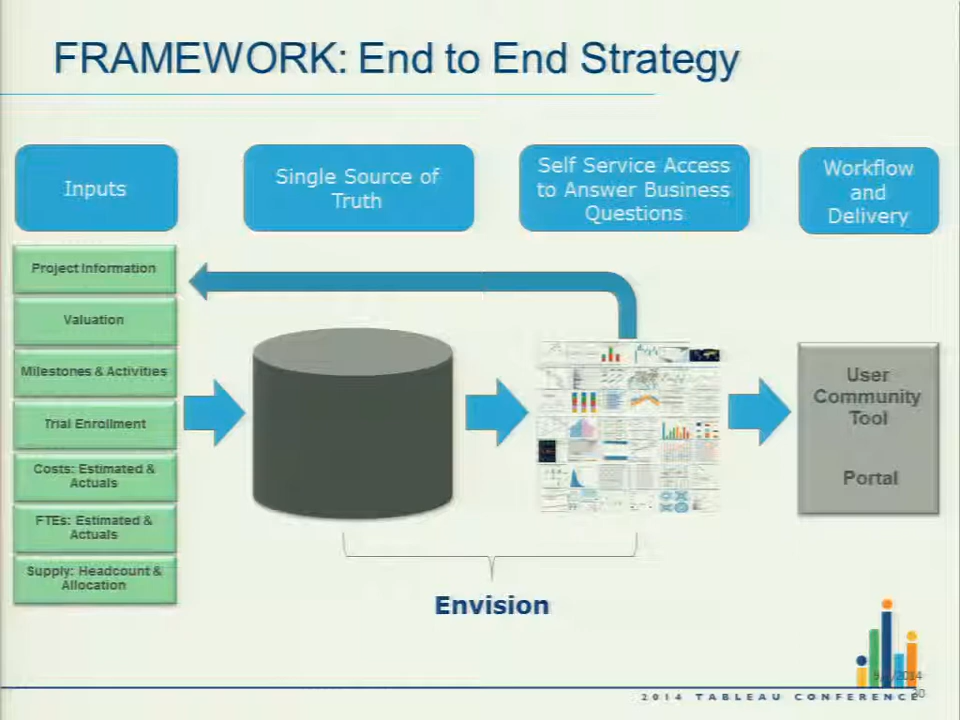 FRAMEWORK: End to End Strategy
Inputs
Single Source of
Truth
Self Service Access
to Answer Business
Questions
Workflow
and
Delivery
Project Information
Valuation
Milestones & Activities
Trial Enrollment
Costs: Estimated &
Actuals
FTEs: Estimated &
Actuals
Supply: Headcount &
Allocation
User
Community
Tool
Portal
Envision
2014 TABLEAU CONFERENCE
30